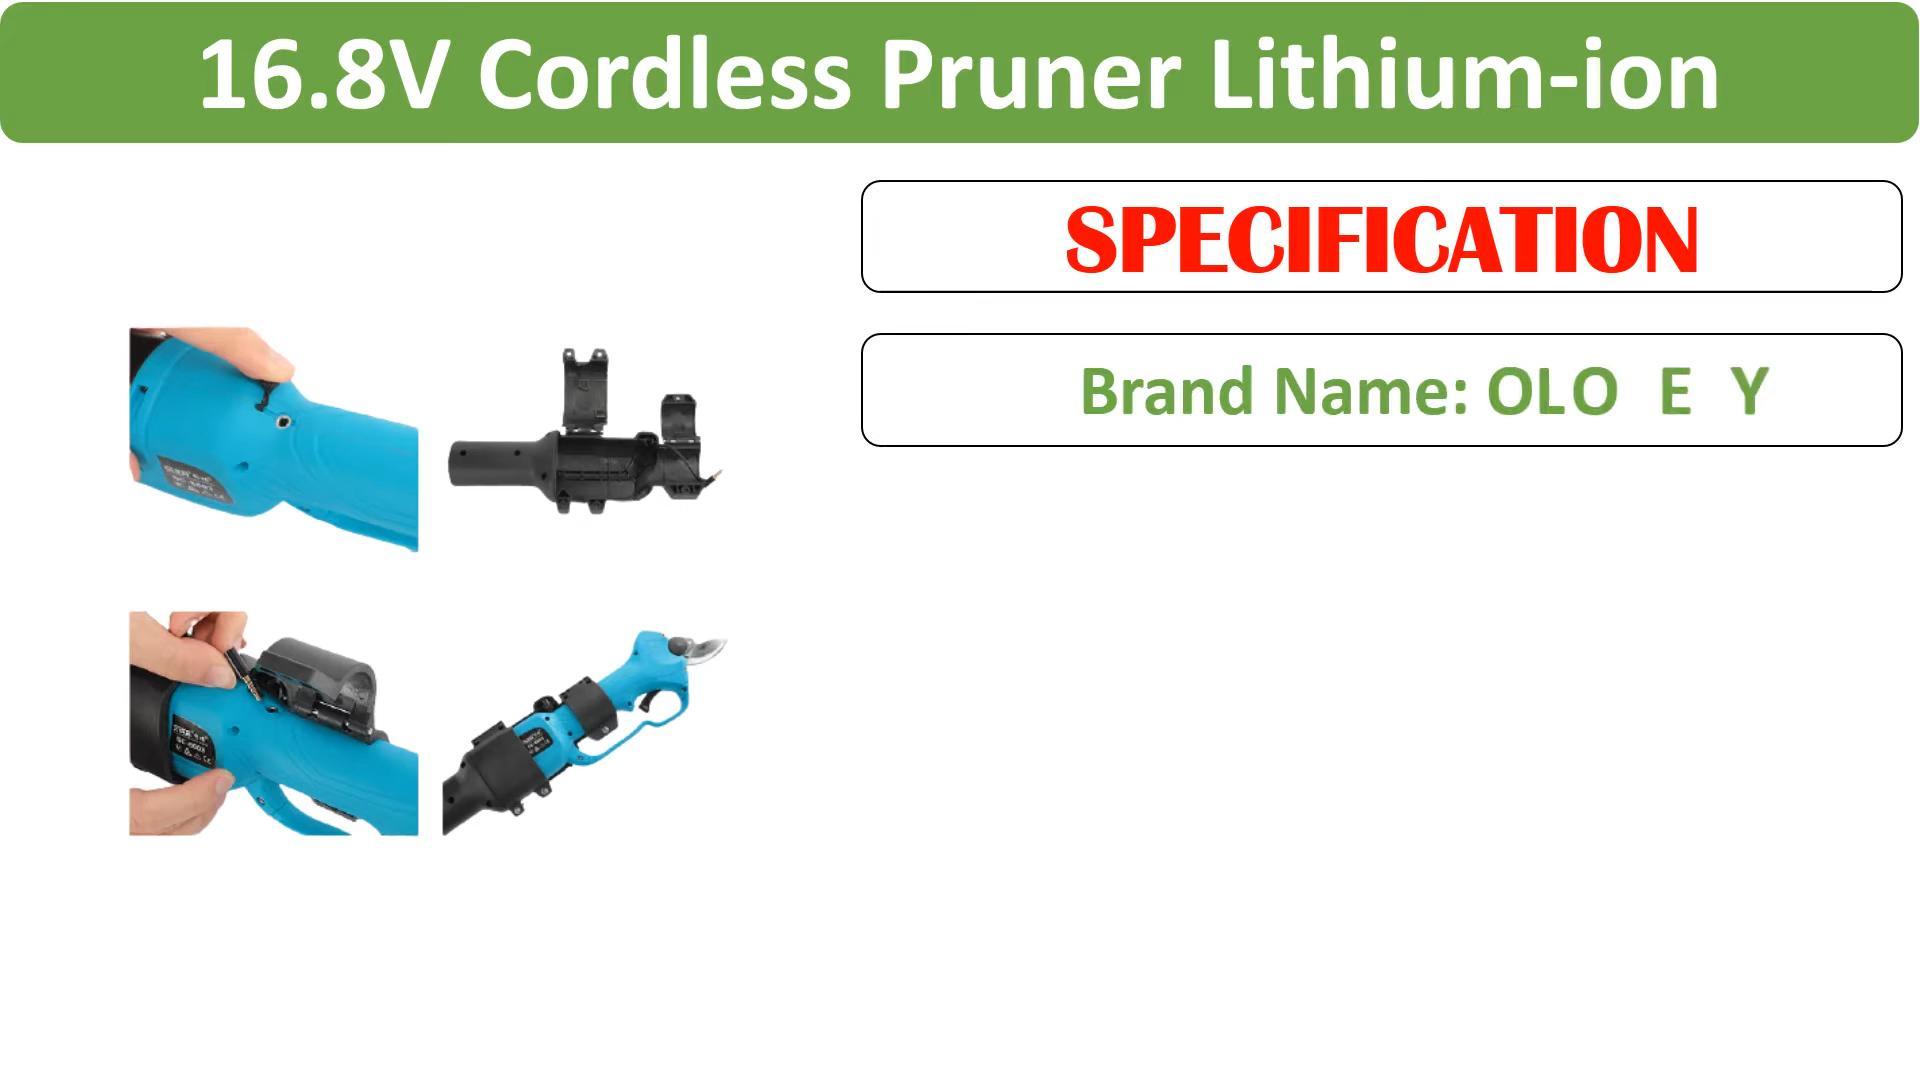 16.8V Cordless Pruner Lithium-ion
SPECIFICATION
Brand Name: OLO E Y